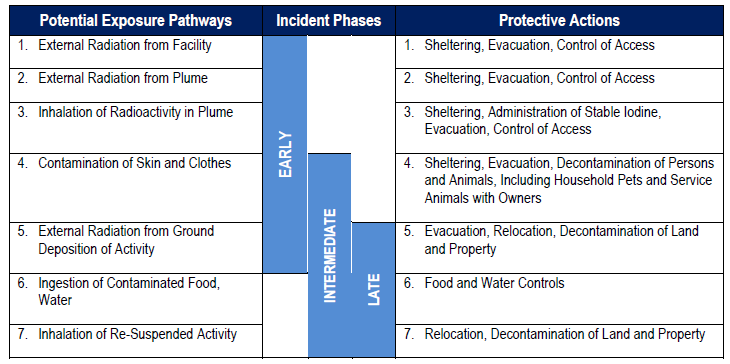 Potential Exposure Pathways Incident Phases Protective Actions
1. External Radiation from Facility
1. Sheltering, Evacuation, Control of Access
2. External Radiation from Plume
2. Sheltering, Evacuation, Control of Access
3. Inhalation of Radioactivity in Plume
3. Sheltering, Administration of Stable Iodine,
Evacuation, Control of Access
4. Contamination of Skin and Clothes
4. Sheltering, Evacuation, Decontamination of Persons
and Animals, Including Household Pets and Service
Animals with Owners
5. External Radiation from Ground
Deposition of Activity
5. Evacuation, Relocation, Decontamination of Land
and Property
6. Ingestion of Contaminated Food,
Water
6. Food and Water Controls
7. Inhalation of Re-Suspended Activity
7. Relocation, Decontamination of Land and Property
EARLY
INTERMEDIATE
LATE